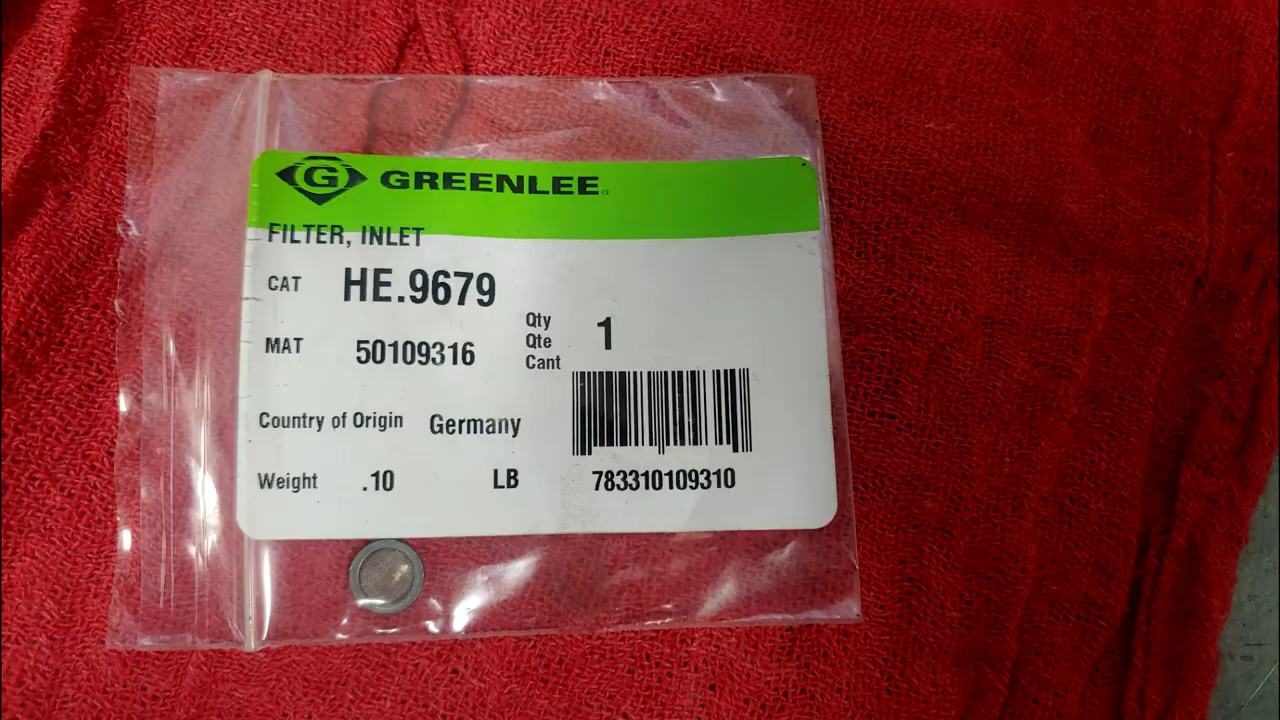 G GREENLEE
FILTER, INLET
CAT HE.9679
MAT 50109316
Qty
Qte 1
Cant
Country of Origin Germany
Weight .10 LB
783310109310